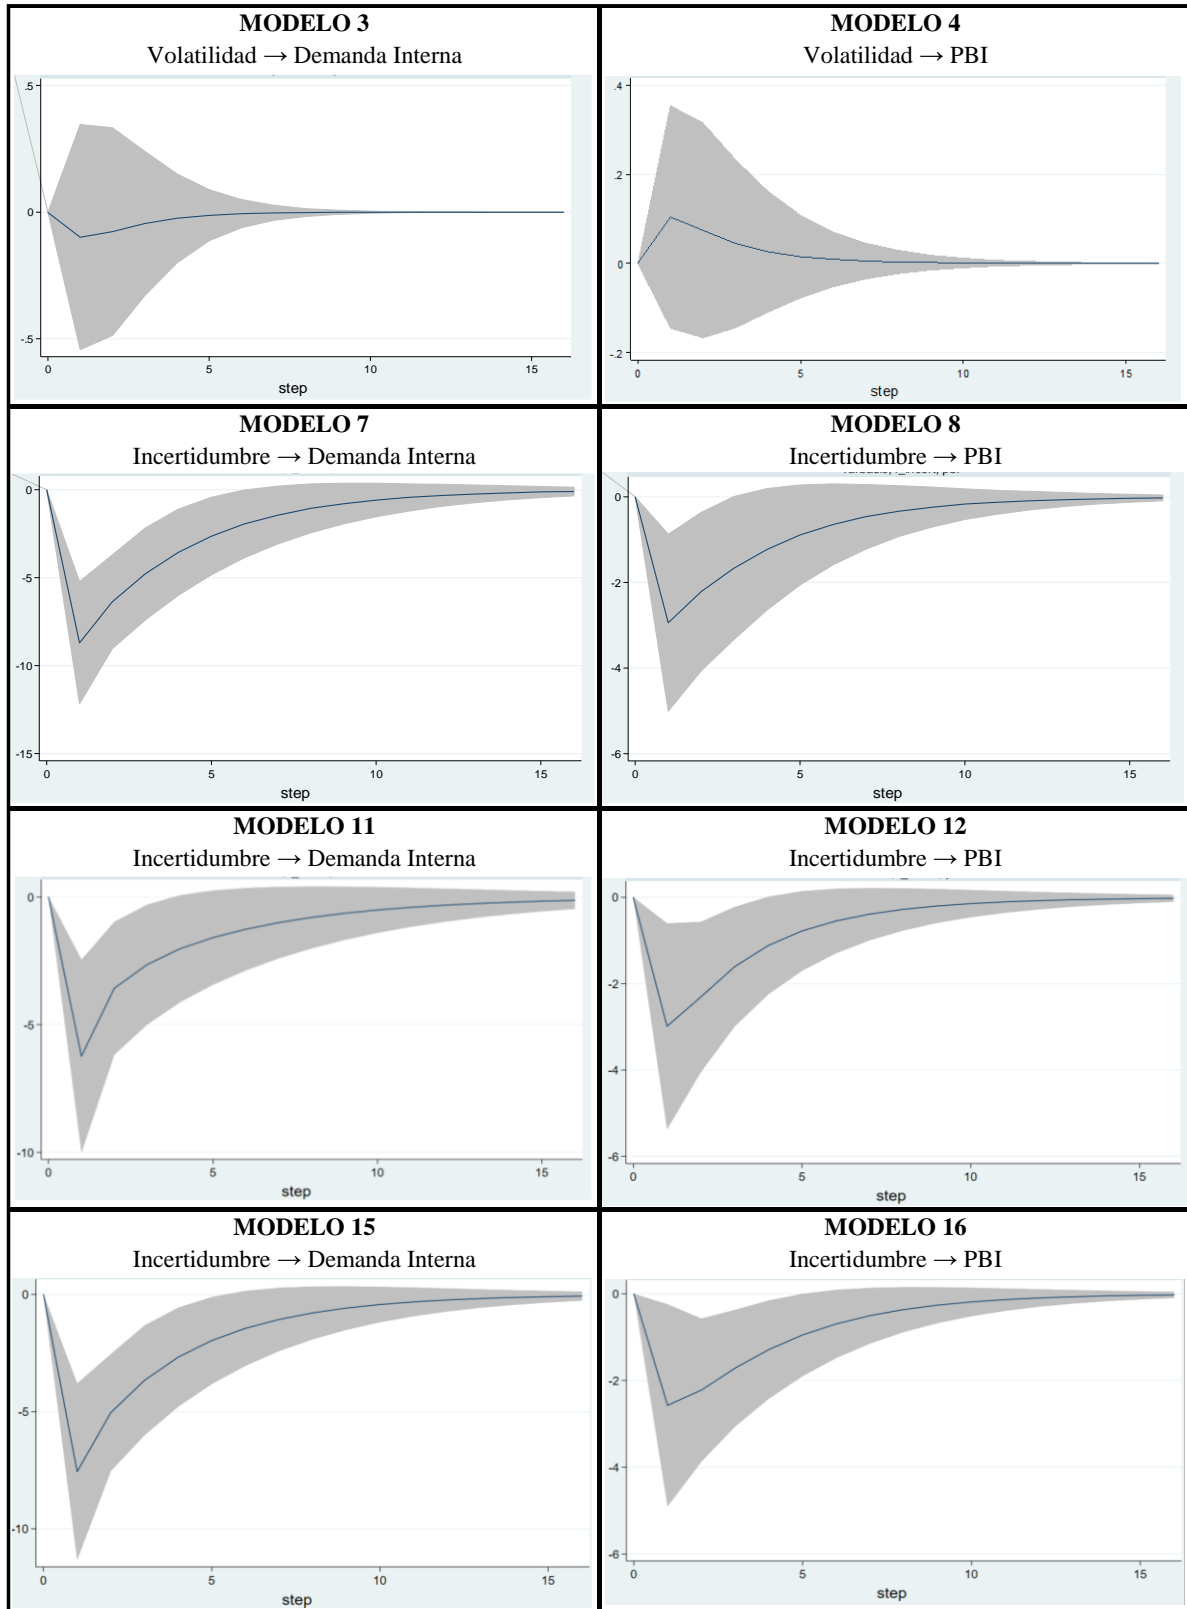 MODELO 3
Volatilidad → Demanda Interna
.5
0
-.5
0 5 10 15
step
MODELO 4
Volatilidad → PBI
.4
.2
0
-.2
0 5 10 15
step
MODELO 7
Incertidumbre → Demanda Interna
0
-5
-10
-15
0 5 10 15
step
MODELO 8
Incertidumbre → PBI
0
-2
-4
-6
0 5 10 15
step
MODELO 11
Incertidumbre → Demanda Interna
0
-5
-10
0 5 10 15
step
MODELO 12
Incertidumbre → PBI
0
-2
-4
-6
0 5 10 15
step
MODELO 15
Incertidumbre → Demanda Interna
0
-5
-10
0 5 10 15
step
MODELO 16
Incertidumbre → PBI
0
-2
-4
-6
0 5 10 15
step